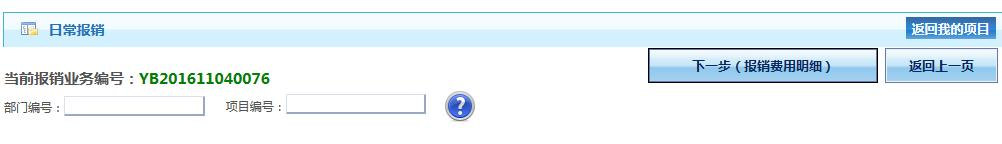 日常报销
返回我的项目
下一步（报销费用明细）
返回上一页
当前报销业务编号：YB201611040076
部门编号：
项目编号：
?